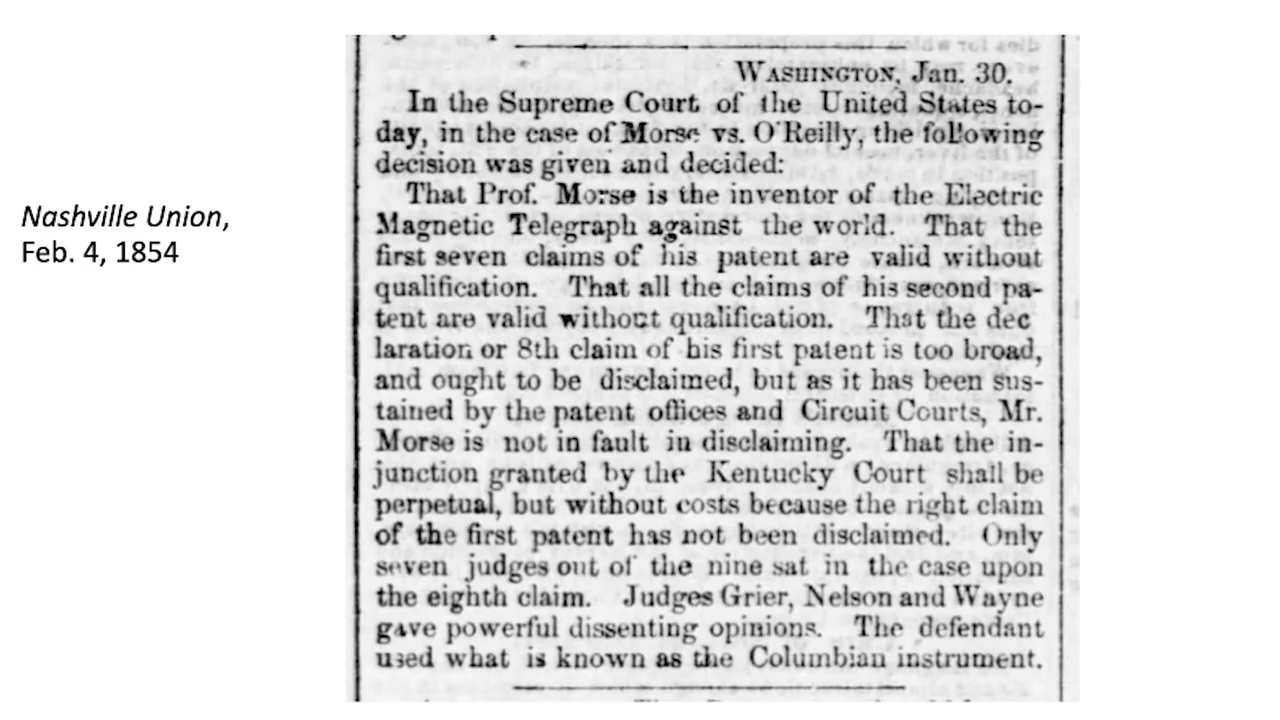 Nashville Union,
Feb. 4, 1854
WASHINGTON, Jan. 30.
In the Supreme Court of the United States to-
day, in the case of Morse vs. O'Reilly, the following
decision was given and decided:
That Prof. Morse is the inventor of the Electric
Magnetic Telegraph against the world. That the
first seven claims of his patent are valid without
qualification. That all the claims of his second pa-
tent are valid without qualification. That the dec
laration or 8th claim of his first patent is too broad,
and ought to be disclaimed, but as it has been sus-
tained by the patent offices and Circuit Courts, Mr.
Morse is not in fault in disclaiming. That the in-
junction granted by the Kentucky Court shall be
perpetual, but without costs because the right claim
of the first patent has not been disclaimed. Only
seven judges out of the nine sat in the case upon
the eighth claim. Judges Grier, Nelson and Wayne
gave powerful dissenting opinions. The defendant
used what is known as the Columbian instrument.